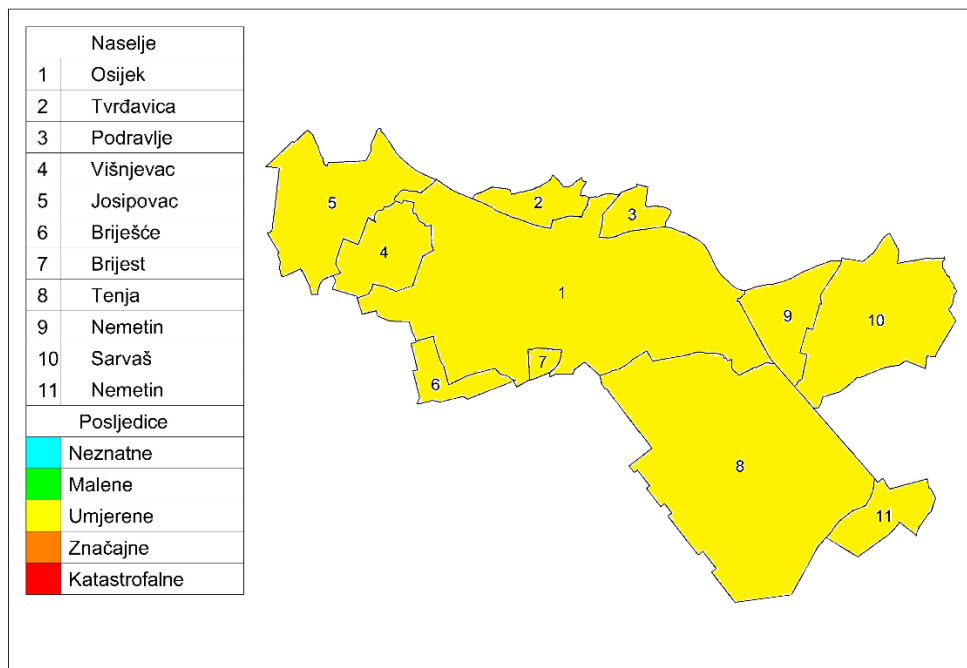 Naselje
1 Osijek
2 Tvrđavica
3 Podravlje
4 Višnjevac
5 Josipovac
6 Briješće
7 Brijest
8 Tenja
9 Nemetin
10 Sarvaš
11 Nemetin
Posljedice
Neznatne
Malene
Umjerene
Značajne
Katastrofalne
5
2
3
4
1
9
10
7
6
8
11